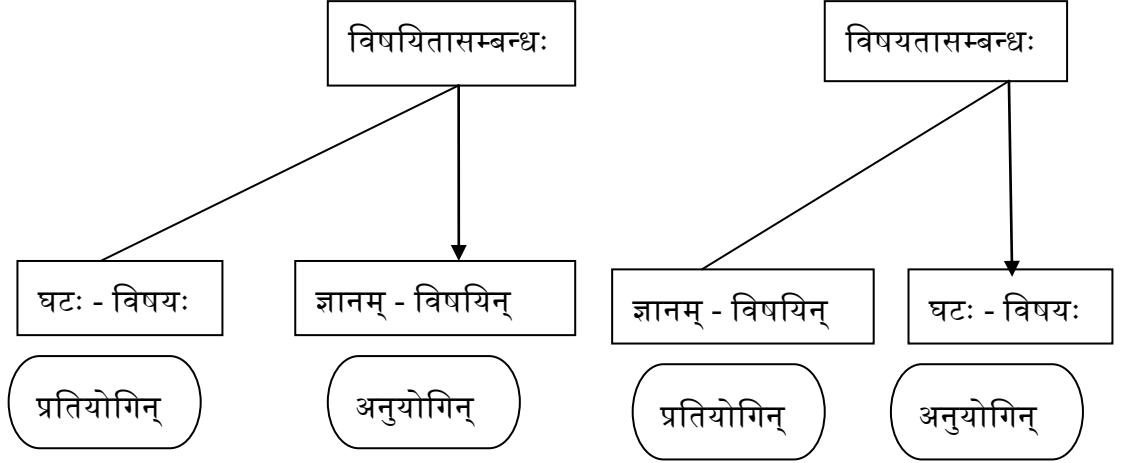 विषयितासम्बन्धः
विषयतासम्बन्धः
घटः - विषयः
ज्ञानम् - विषयिन्
ज्ञानम् - विषयिन्
घटः - विषयः
प्रतियोगिन्
अनुयोगिन्
प्रतियोगिन्
अनुयोगिन्